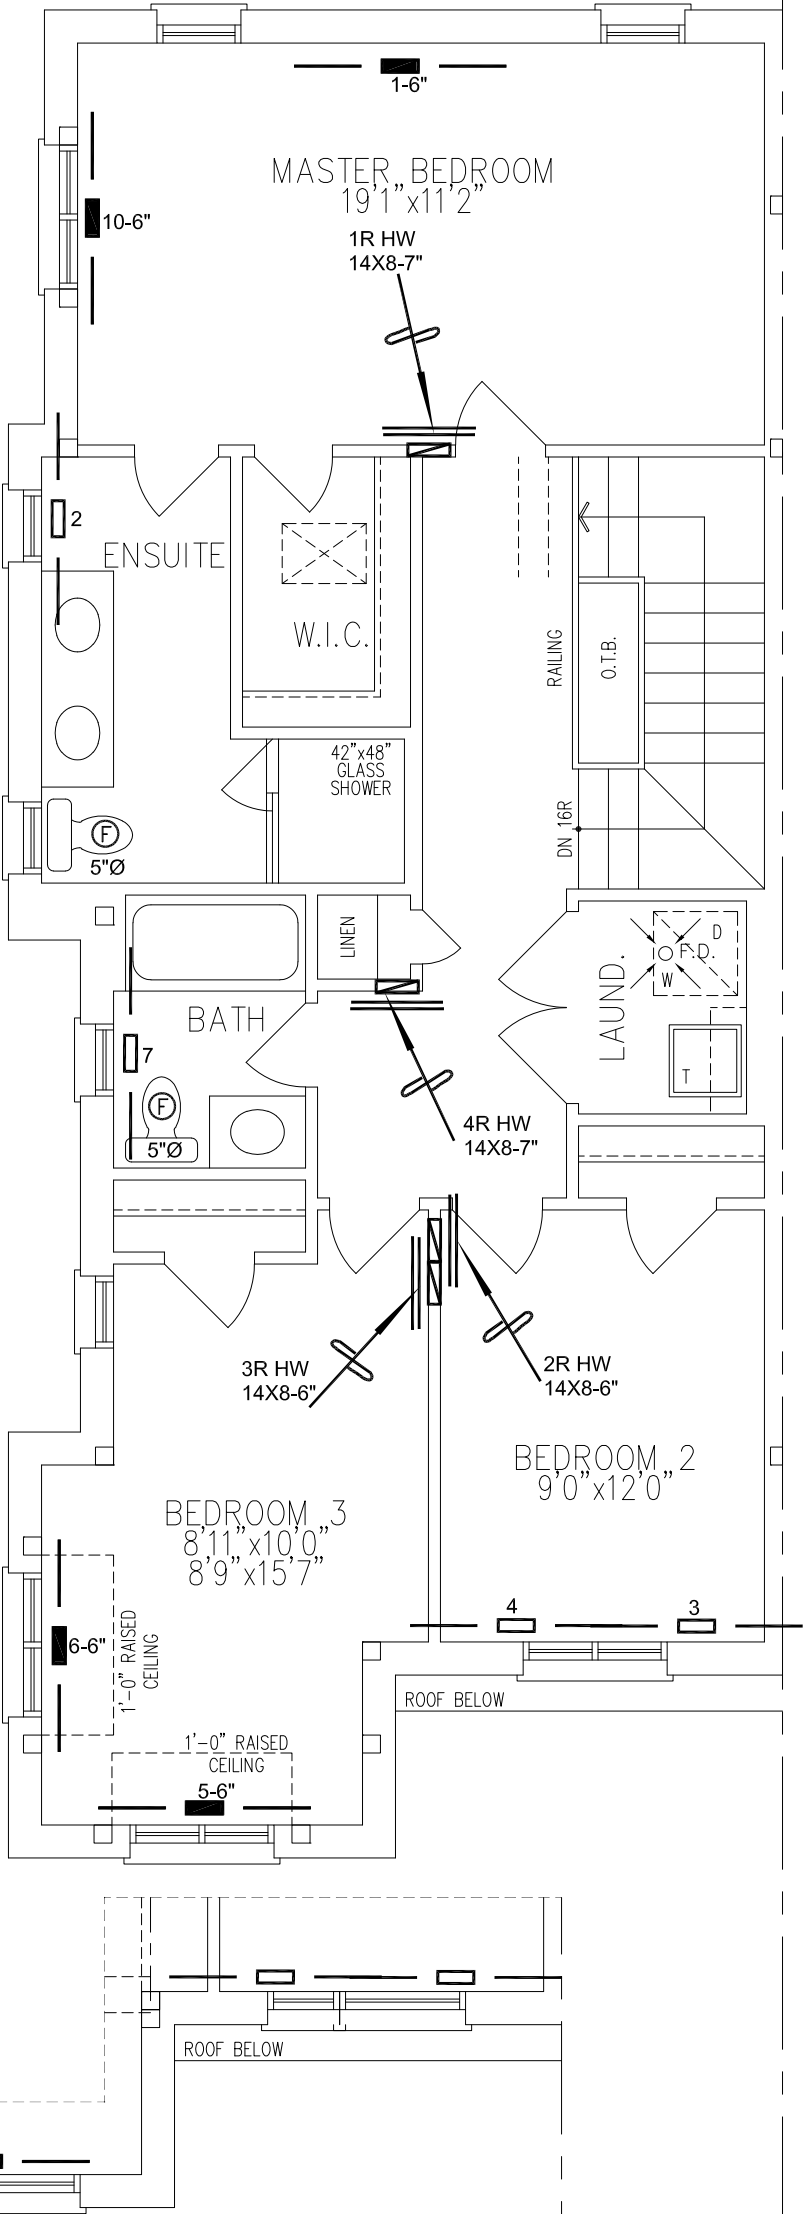 1-6"
MASTER BEDROOM
19'1"x11'2"
10-6"
1R HW
14X8-7"
2
ENSUITE
W.I.C.
RAILING
O.T.B.
42"x48"
GLASS
SHOWER
DN 16R
F
5"Ø
LINEN
LAUND.
D
F.D.
W
BATH
7
T
F
5"Ø
4R HW
14X8-7"
3R HW
14X8-6"
2R HW
14X8-6"
BEDROOM 2
9'0"x12'0"
BEDROOM 3
8'11"x10'0"
8'9"x15'7"
4
3
6-6"
1'-0" RAISED
CEILING
ROOF BELOW
1'-0" RAISED
CEILING
5-6"
ROOF BELOW